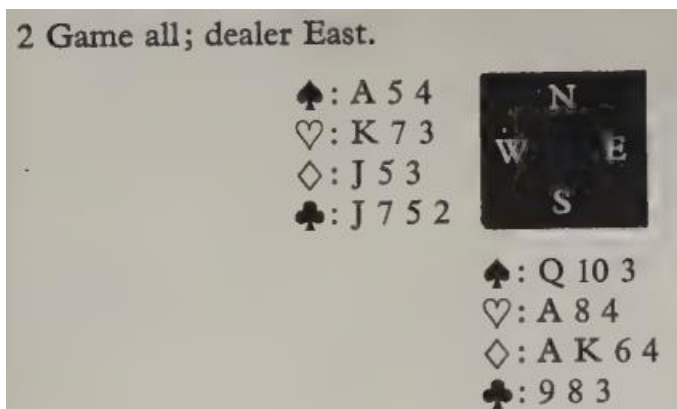 2 Game all; dealer East.
♠: A 5 4
♡: K 7 3
◇: J 5 3
♣: J 7 5 2
N
W E
S
♠: Q 10 3
♡: A 8 4
◇: A K 6 4
♣: 9 8 3